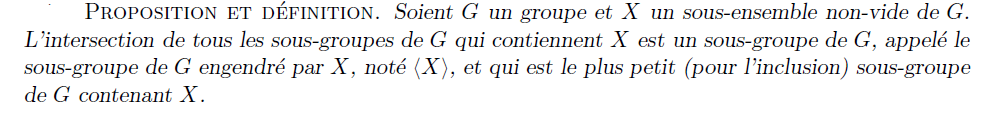 PROPOSITION ET DÉFINITION. Soient G un groupe et X un sous-ensemble non-vide de G.
L'intersection de tous les sous-groupes de G qui contiennent X est un sous-groupe de G, appelé le
sous-groupe de G engendré par X, noté ⟨X⟩, et qui est le plus petit (pour l'inclusion) sous-groupe
de G contenant X.